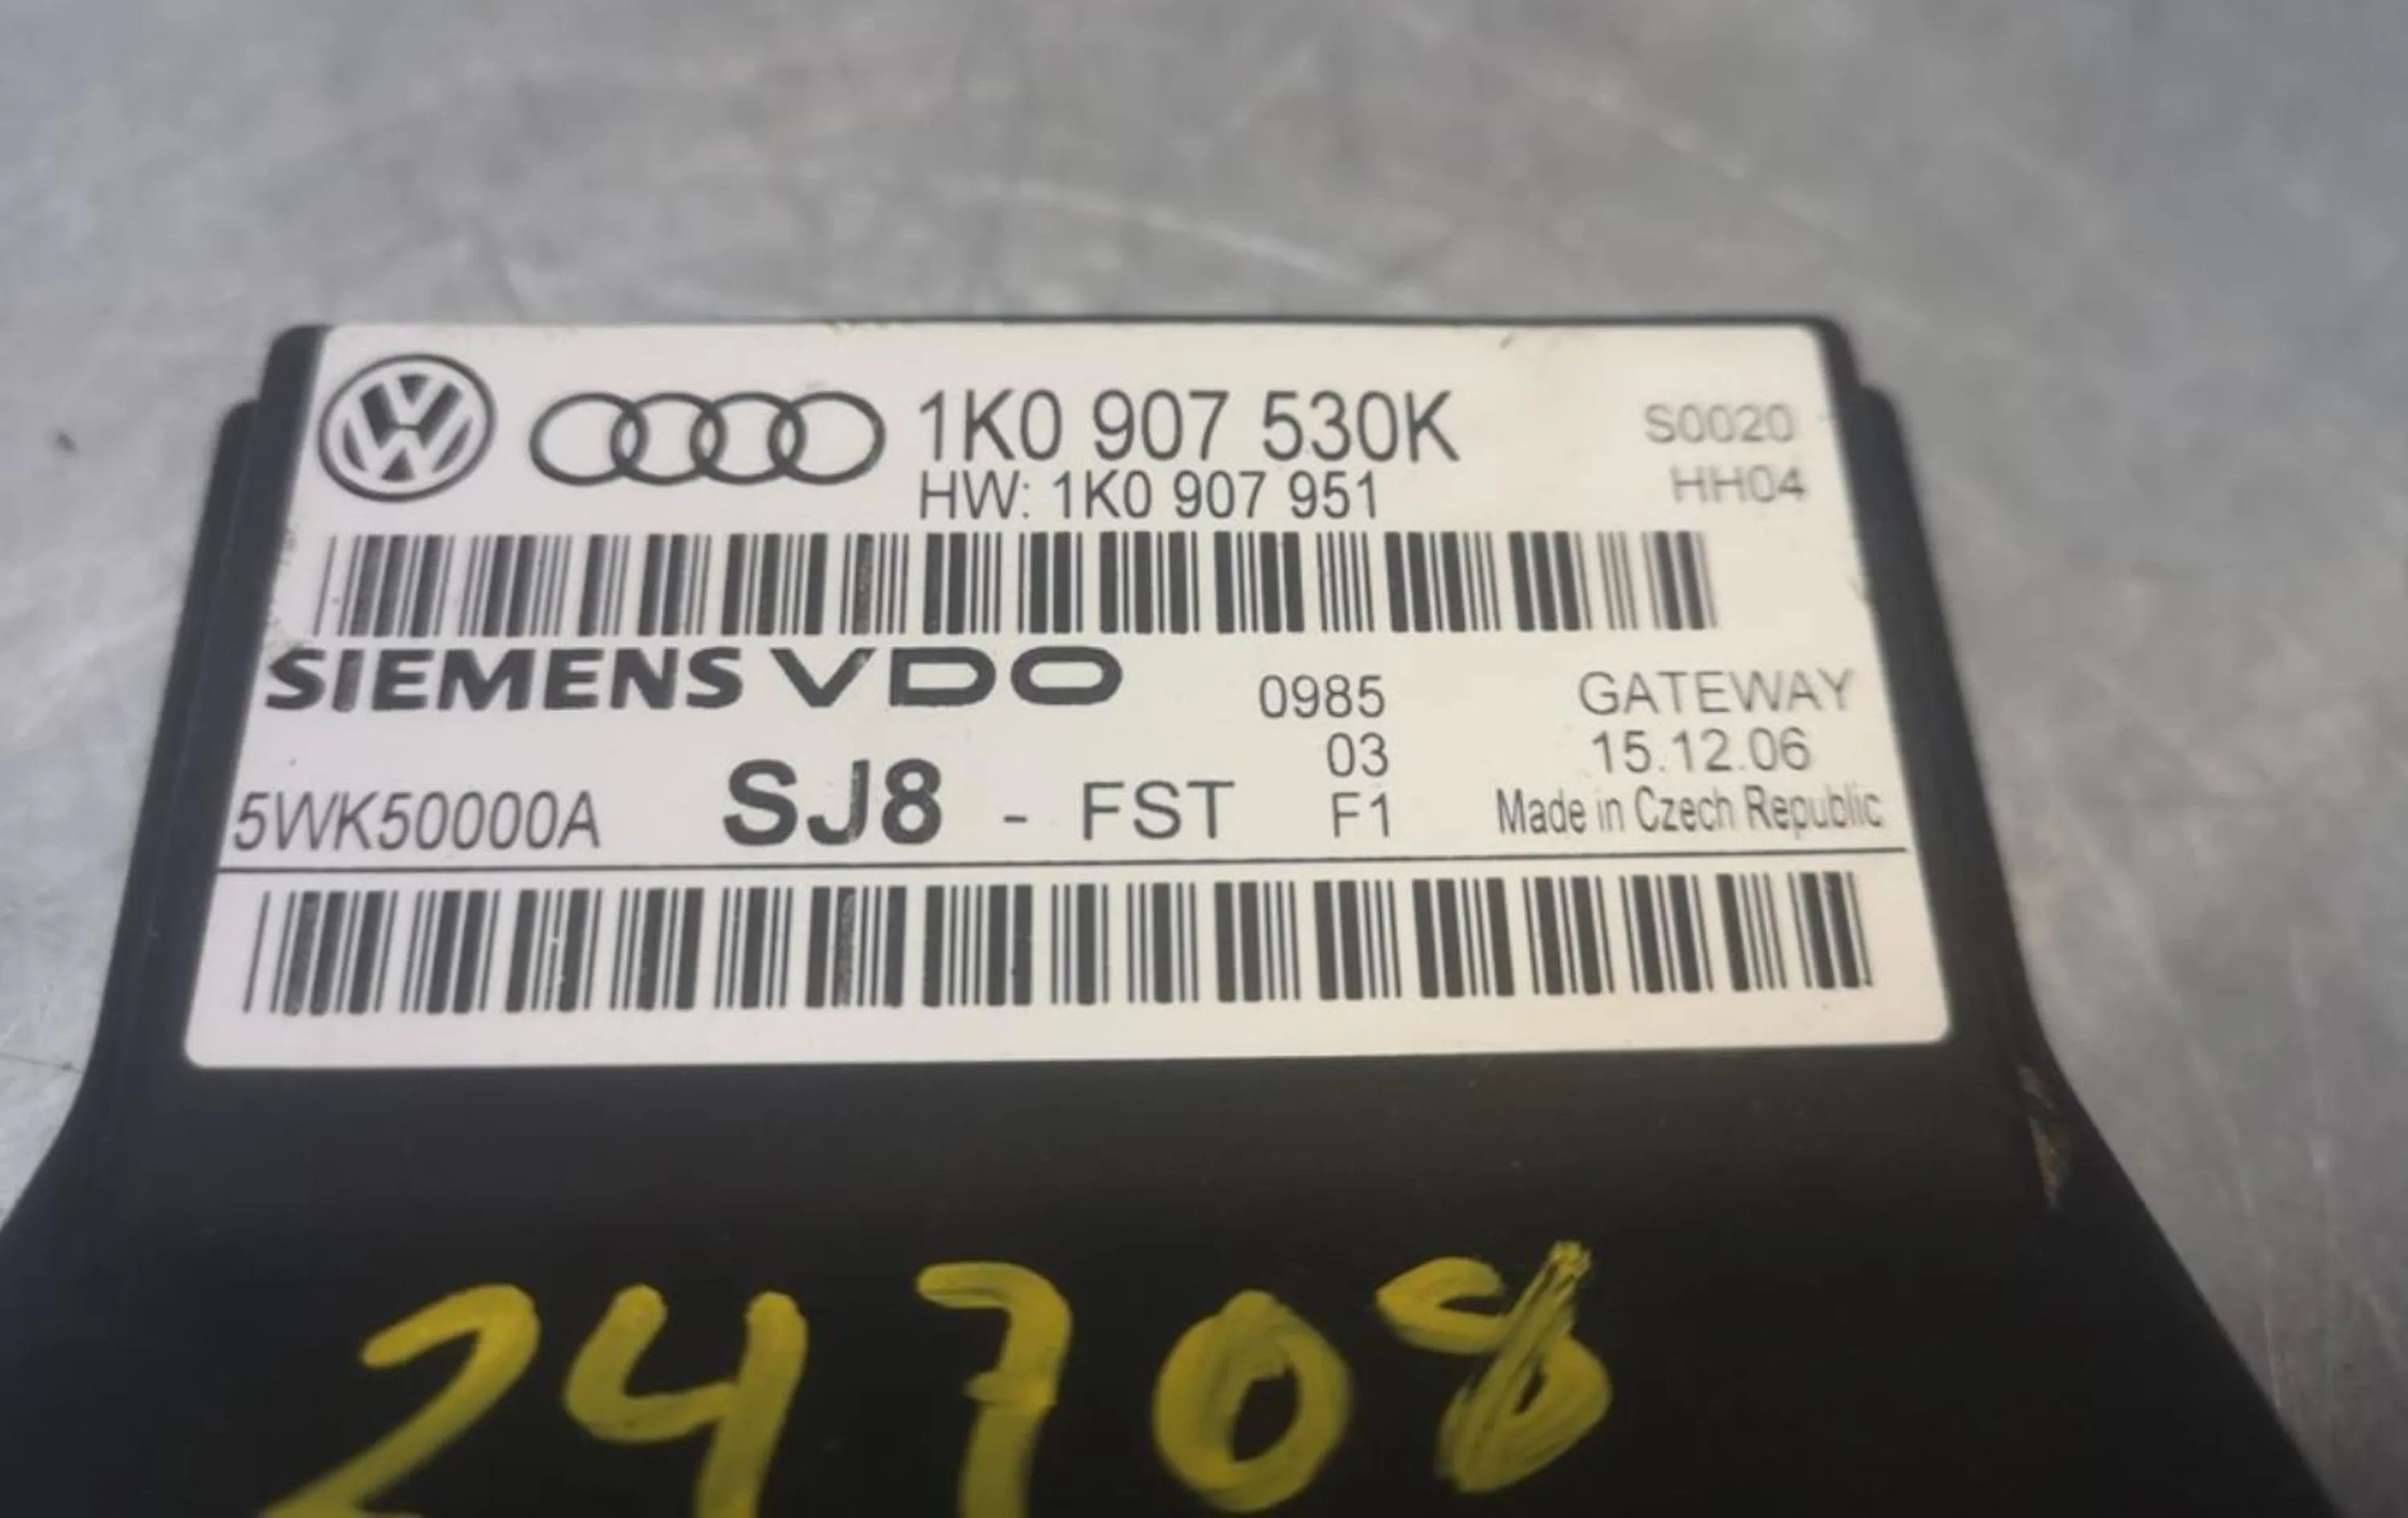 1K0 907 530K S0020
HW: 1K0 907 951 HH04
SIEMENS VDO 0985 GATEWAY
03 15.12.06
5WK50000A SJ8 - FST F1 Made in Czech Republic
24708